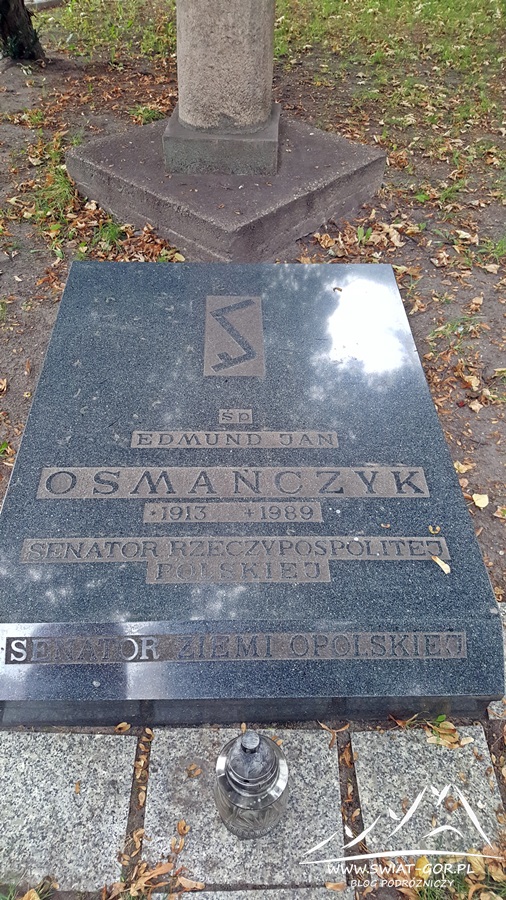 śp
EDMUND JAN
OSMAŃCZYK
*1913 +1989
SENATOR RZECZYPOSPOLITEJ
POLSKIEJ
SENATOR ZIEMI OPOLSKIEJ
WWW.SWIAT-GOR.PL
BLOG PODRÓŻNICZY